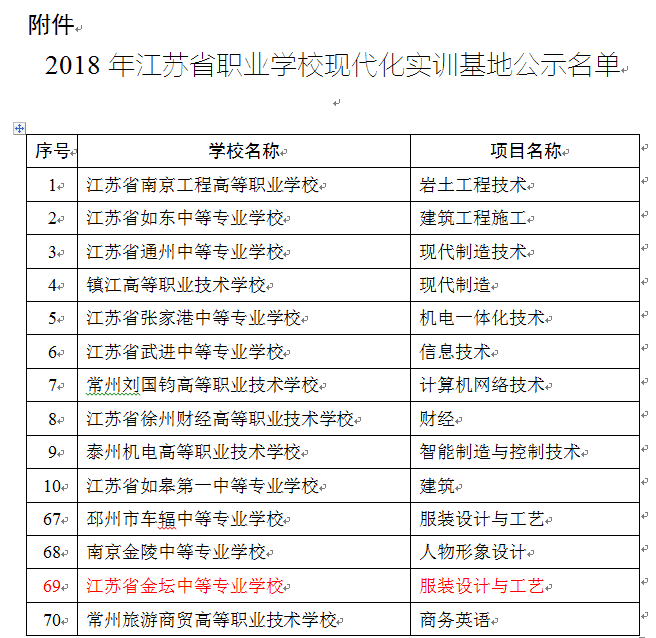 附件
2018 年江苏省职业学校现代化实训基地公示名单
序号 学校名称 项目名称
1 江苏省南京工程高等职业学校 岩土工程技术
2 江苏省如东中等专业学校 建筑工程施工
3 江苏省通州中等专业学校 现代制造技术
4 镇江高等职业技术学校 现代制造
5 江苏省张家港中等专业学校 机电一体化技术
6 江苏省武进中等专业学校 信息技术
7 常州刘国钧高等职业技术学校 计算机网络技术
8 江苏省徐州财经高等职业技术学校 财经
9 泰州机电高等职业技术学校 智能制造与控制技术
10 江苏省如皋第一中等专业学校 建筑
67 邳州市车辐中等专业学校 服装设计与工艺
68 南京金陵中等专业学校 人物形象设计
69 江苏省金坛中等专业学校 服装设计与工艺
70 常州旅游商贸高等职业技术学校 商务英语